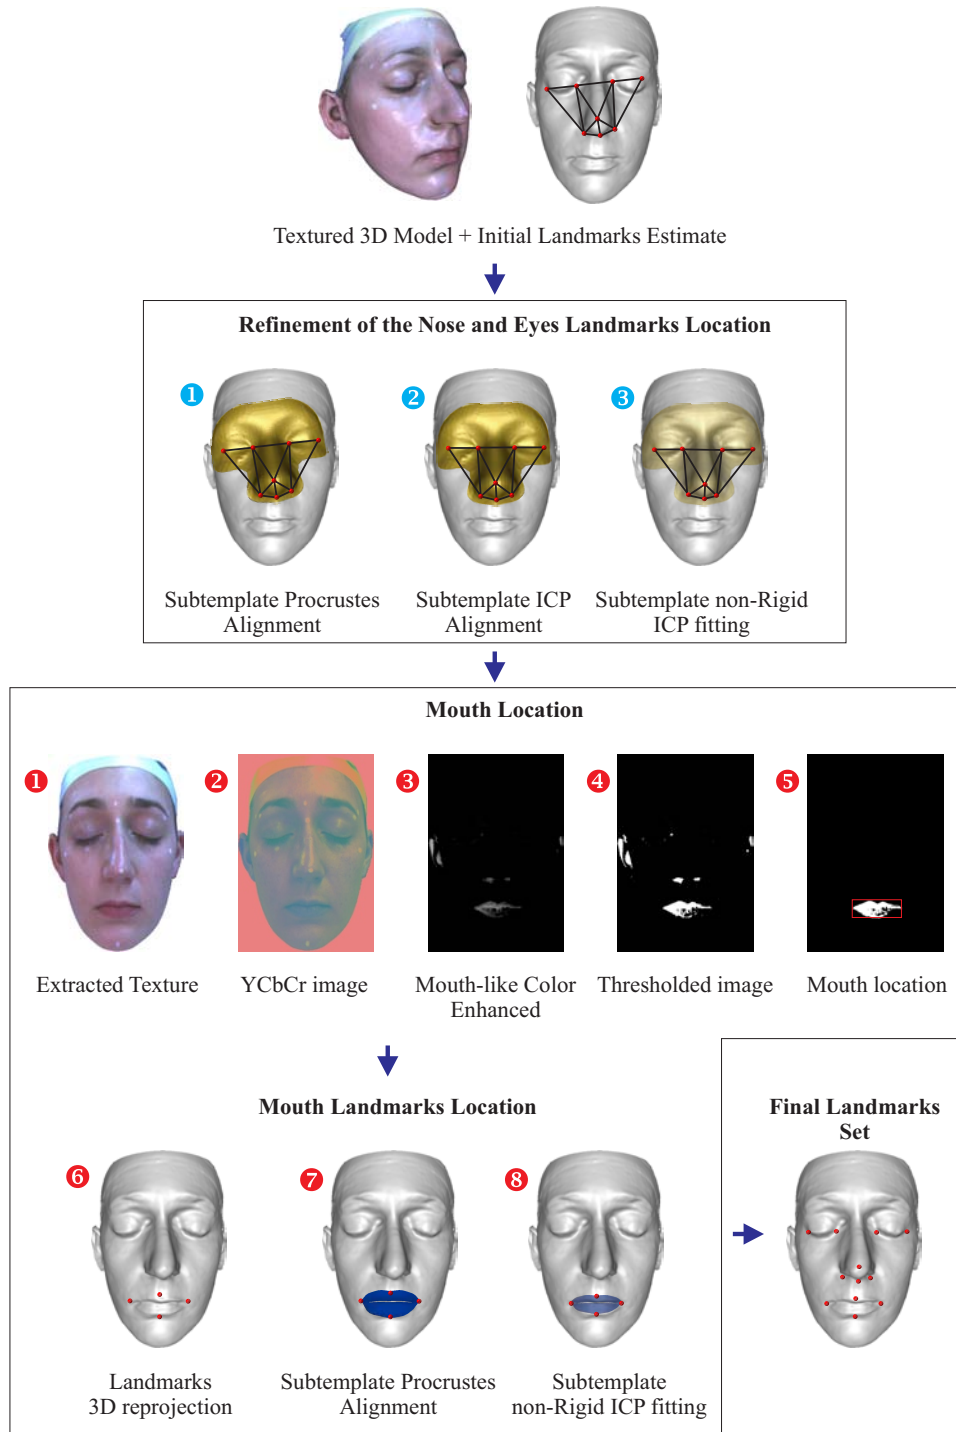 Textured 3D Model + Initial Landmarks Estimate
Refinement of the Nose and Eyes Landmarks Location
1
2
3
Subtemplate Procrustes
Alignment
Subtemplate ICP
Alignment
Subtemplate non-Rigid
ICP fitting
Mouth Location
1
2
3
4
5
Extracted Texture
YCbCr image
Mouth-like Color
Enhanced
Thresholded image
Mouth location
Mouth Landmarks Location
6
7
8
Landmarks
3D reprojection
Subtemplate Procrustes
Alignment
Subtemplate
non-Rigid ICP fitting
Final Landmarks
Set